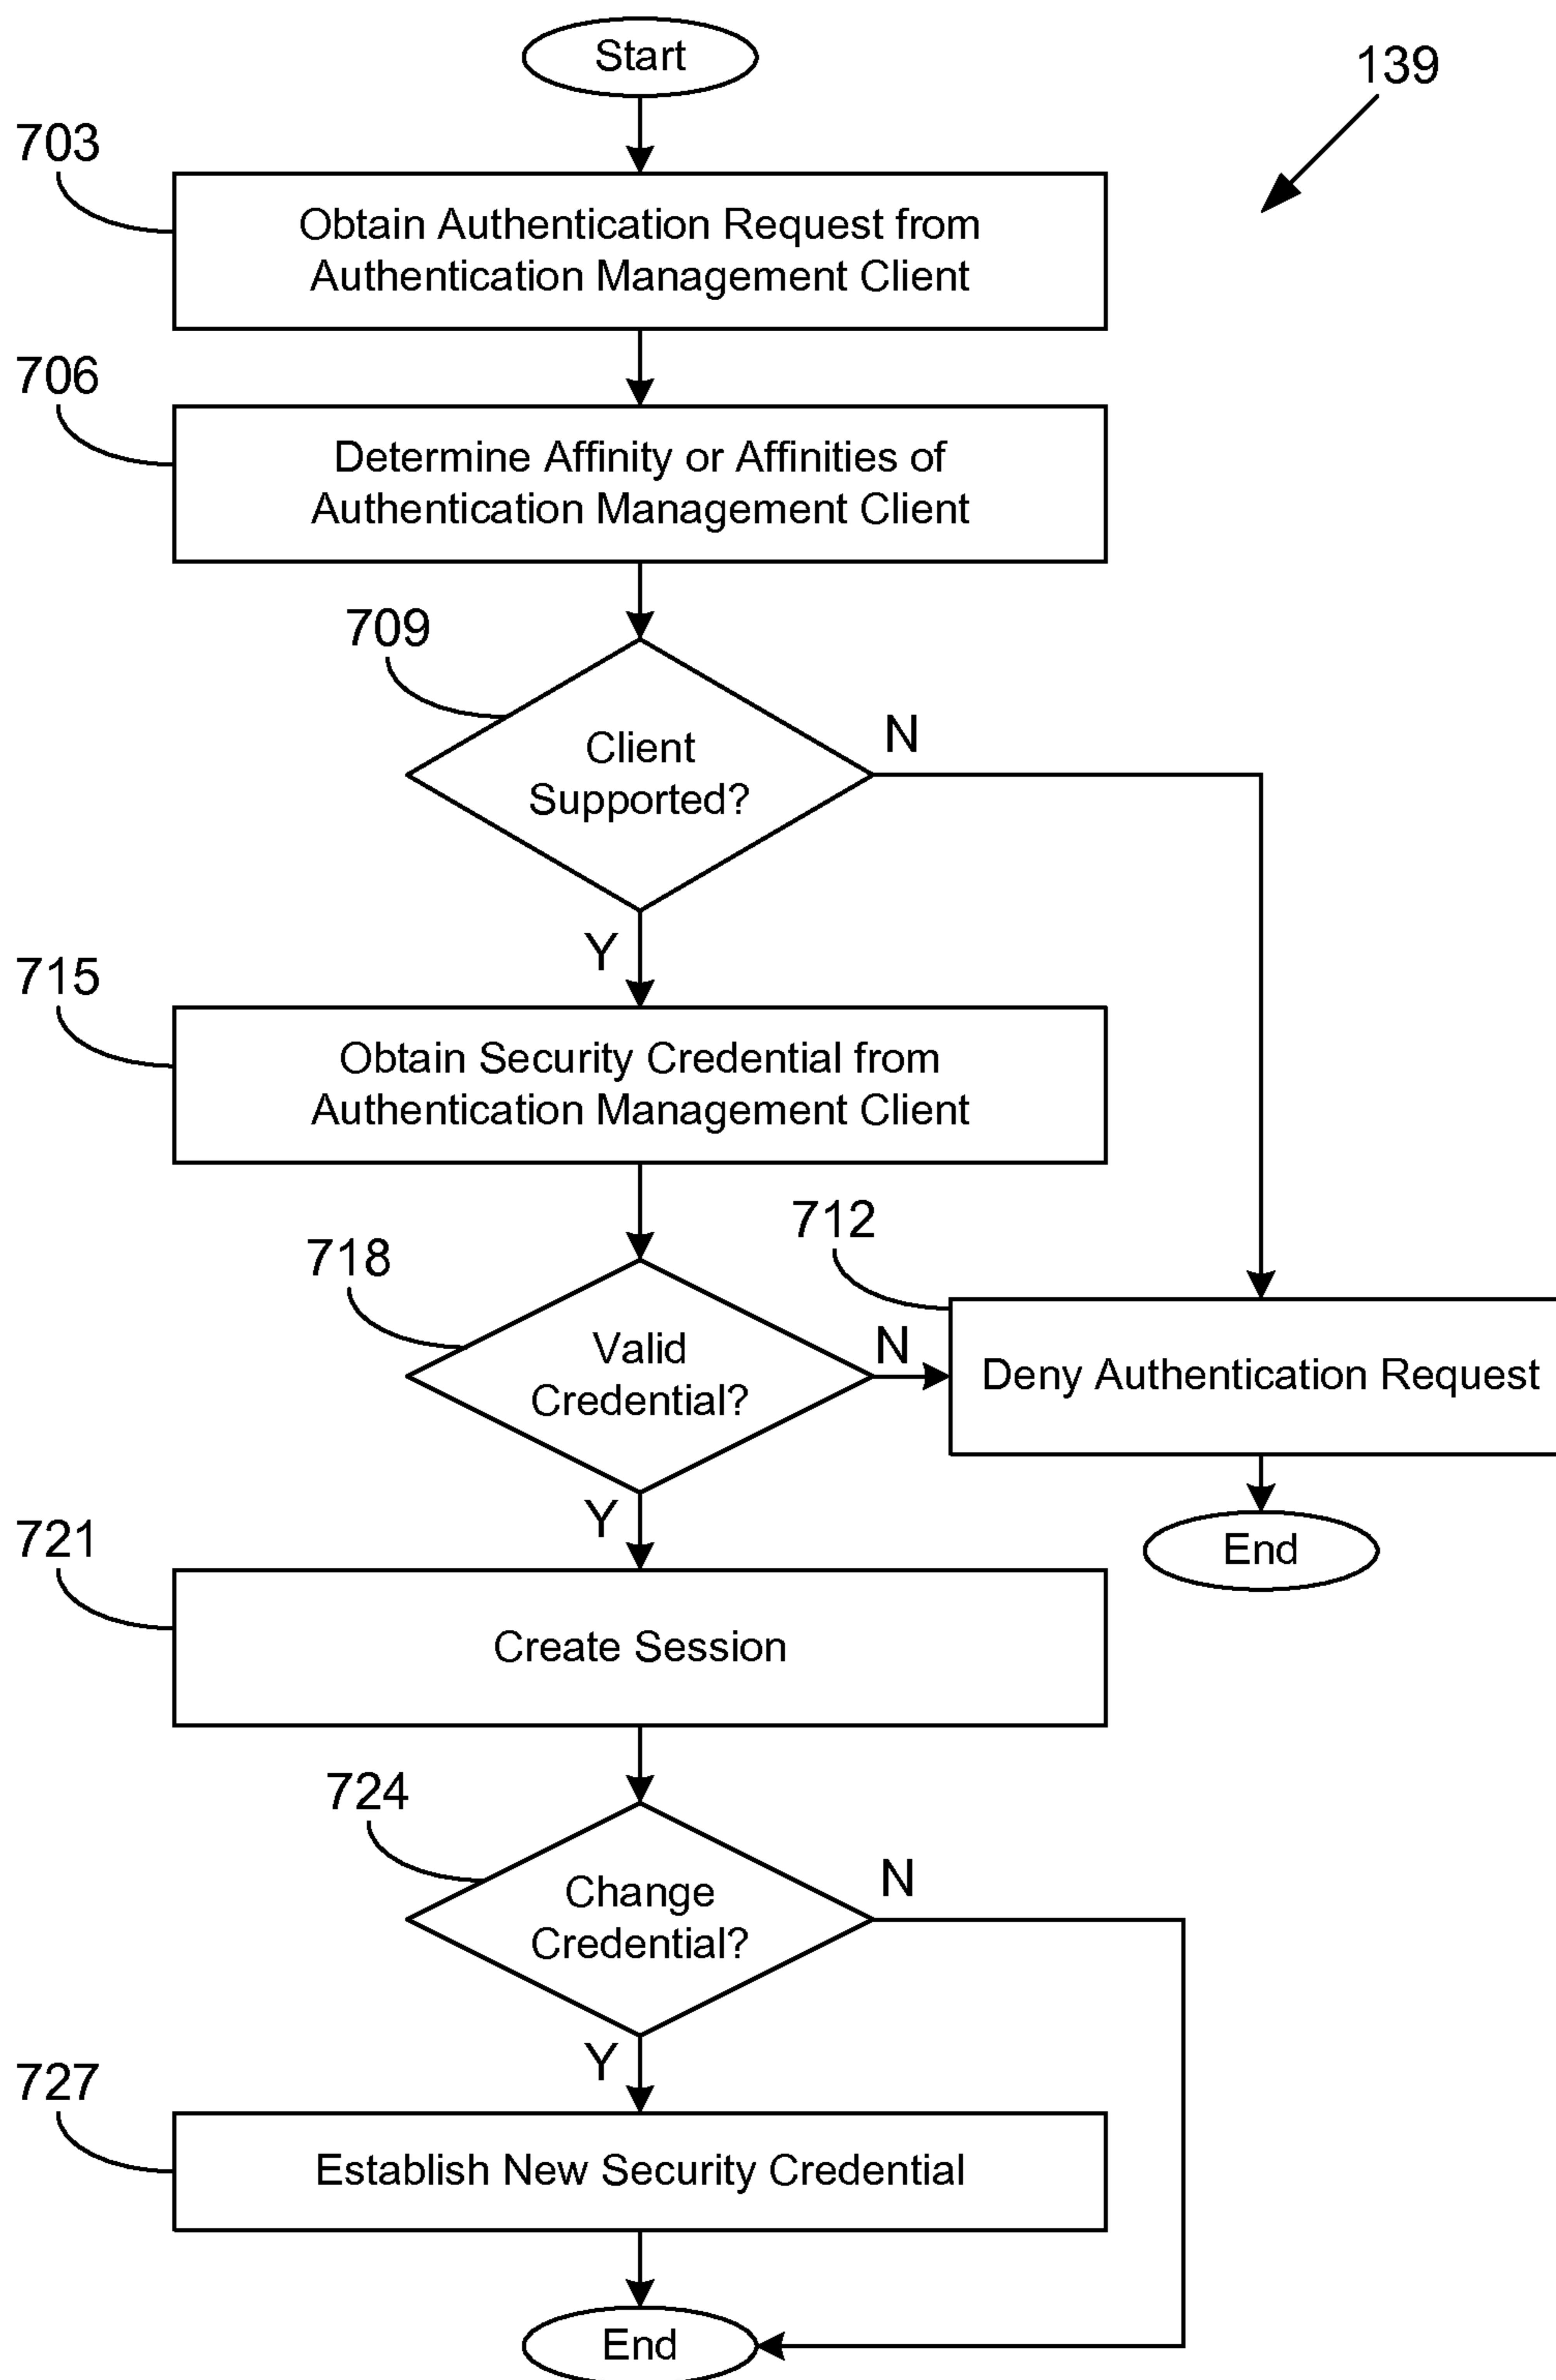 Start
139
703
Obtain Authentication Request from
Authentication Management Client
706
Determine Affinity or Affinities of
Authentication Management Client
709
Client
Supported?
N
Y
715
Obtain Security Credential from
Authentication Management Client
712
718
Valid
Credential?
N
Deny Authentication Request
Y
End
721
Create Session
724
Change
Credential?
N
Y
727
Establish New Security Credential
End